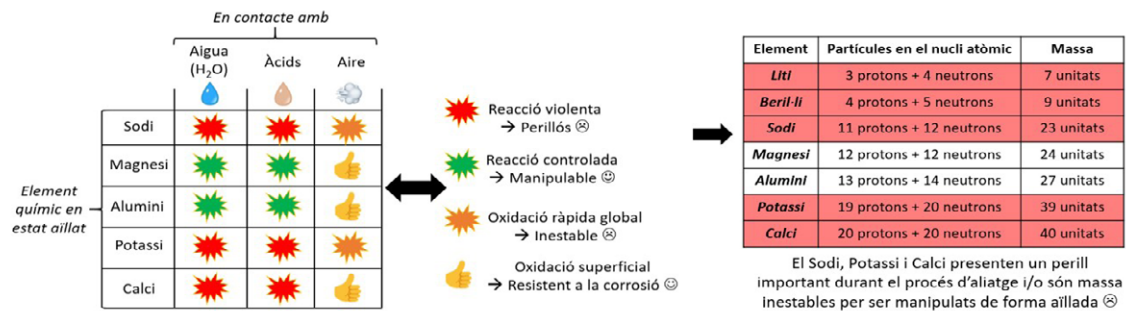 En contacte amb
Aigua
(H₂O)
Àcids
Aire
Sodi
Magnesi
Alumini
Potassi
Calci
Element
químic en
estat aïllat
Reacció violenta
→ Perillós ☹
Reacció controlada
→ Manipulable ☺
Oxidació ràpida global
→ Inestable ☹
Oxidació superficial
→ Resistent a la corrosió ☺
Element Partícules en el nucli atòmic Massa
Liti 3 protons + 4 neutrons 7 unitats
Beril·li 4 protons + 5 neutrons 9 unitats
Sodi 11 protons + 12 neutrons 23 unitats
Magnesi 12 protons + 12 neutrons 24 unitats
Alumini 13 protons + 14 neutrons 27 unitats
Potassi 19 protons + 20 neutrons 39 unitats
Calci 20 protons + 20 neutrons 40 unitats
El Sodi, Potassi i Calci presenten un perill
important durant el procés d'aliatge i/o són massa
inestables per ser manipulats de forma aïllada ☹